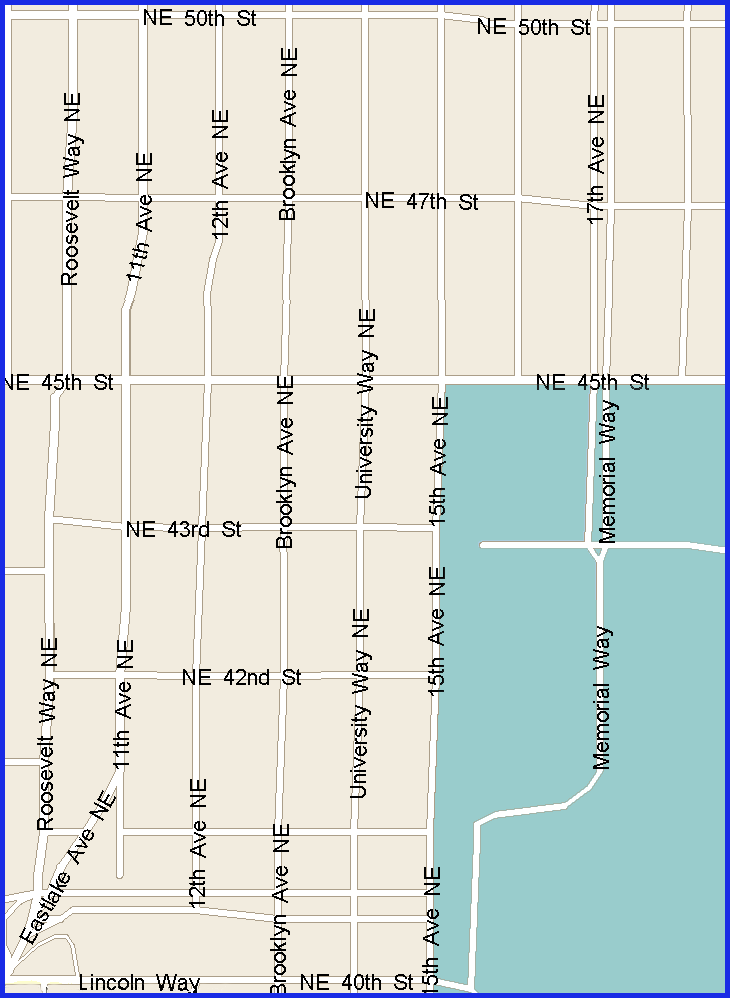 NE 50th St
NE 50th St
Roosevelt Way NE
11th Ave NE
12th Ave NE
Brooklyn Ave NE
17th Ave NE
NE 47th St
University Way NE
NE 45th St
NE 45th St
Brooklyn Ave NE
15th Ave NE
Memorial Way
NE 43rd St
15th Ave NE
Roosevelt Way NE
11th Ave NE
University Way NE
Memorial Way
NE 42nd St
Eastlake Ave NE
12th Ave NE
Brooklyn Ave NE
15th Ave NE
Lincoln Way
NE 40th St